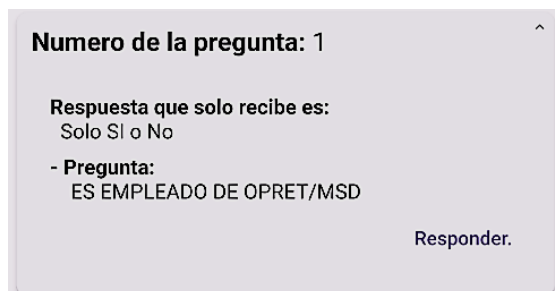 Numero de la pregunta: 1
Respuesta que solo recibe es:
Solo SI o No
- Pregunta:
ES EMPLEADO DE OPRET/MSD
Responder.